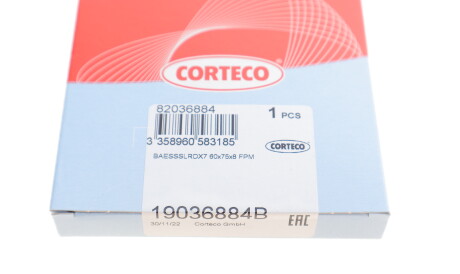 CORTECO
82036884
1 PCS
3 358960 583185
BAESSSLRDX7 60x75x8 FPM
CORTECO
19036884B
30/11/22 Corteco GmbH
EAC